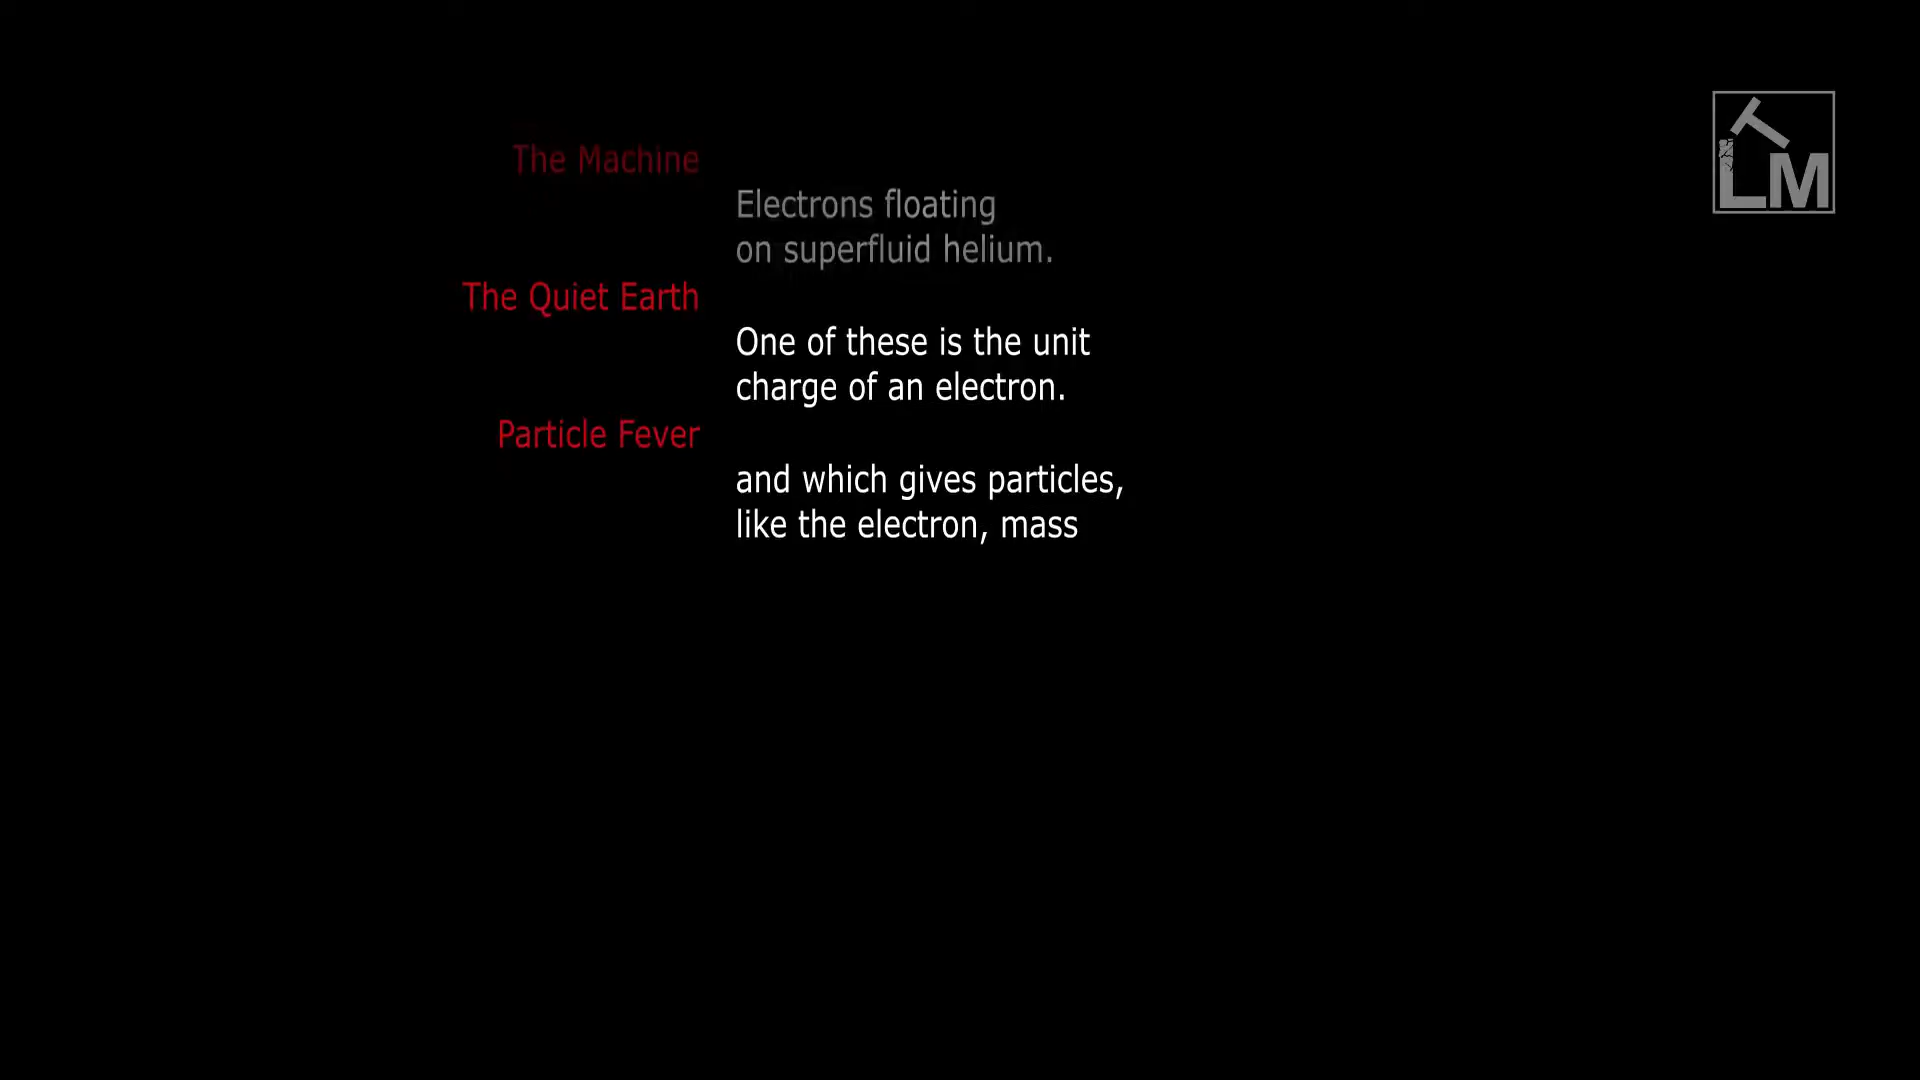 The Machine
Electrons floating
on superfluid helium.
The Quiet Earth
One of these is the unit
charge of an electron.
Particle Fever
and which gives particles,
like the electron, mass
TLM